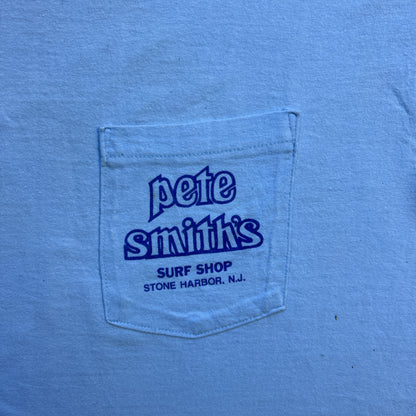 pete
smith's
SURF SHOP
STONE HARBOR, N.J.